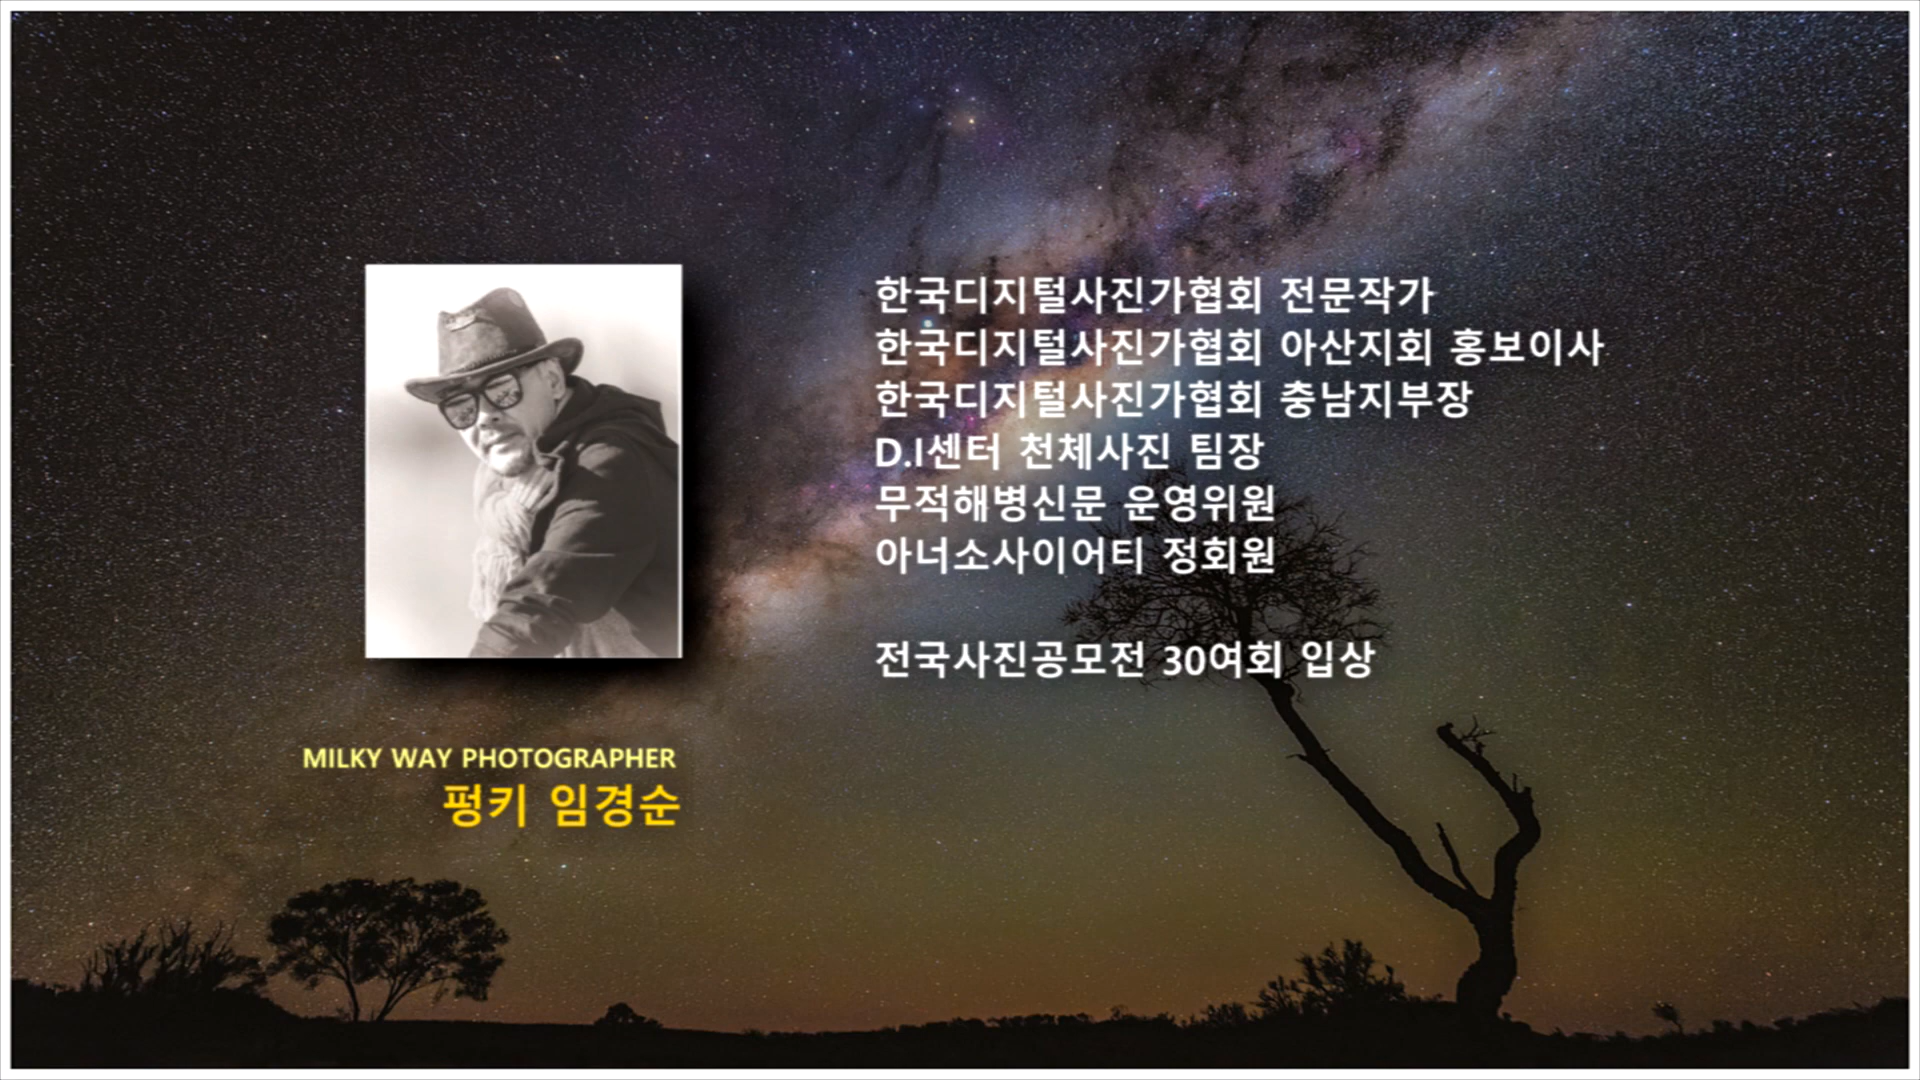 한국디지털사진가협회 전문작가
한국디지털사진가협회 아산지회 홍보이사
한국디지털사진가협회 충남지부장
D.I센터 천체사진 팀장
무적해병신문 운영위원
아너소사이어티 정회원
전국사진공모전 30여회 입상
MILKY WAY PHOTOGRAPHER
펑키 임경순